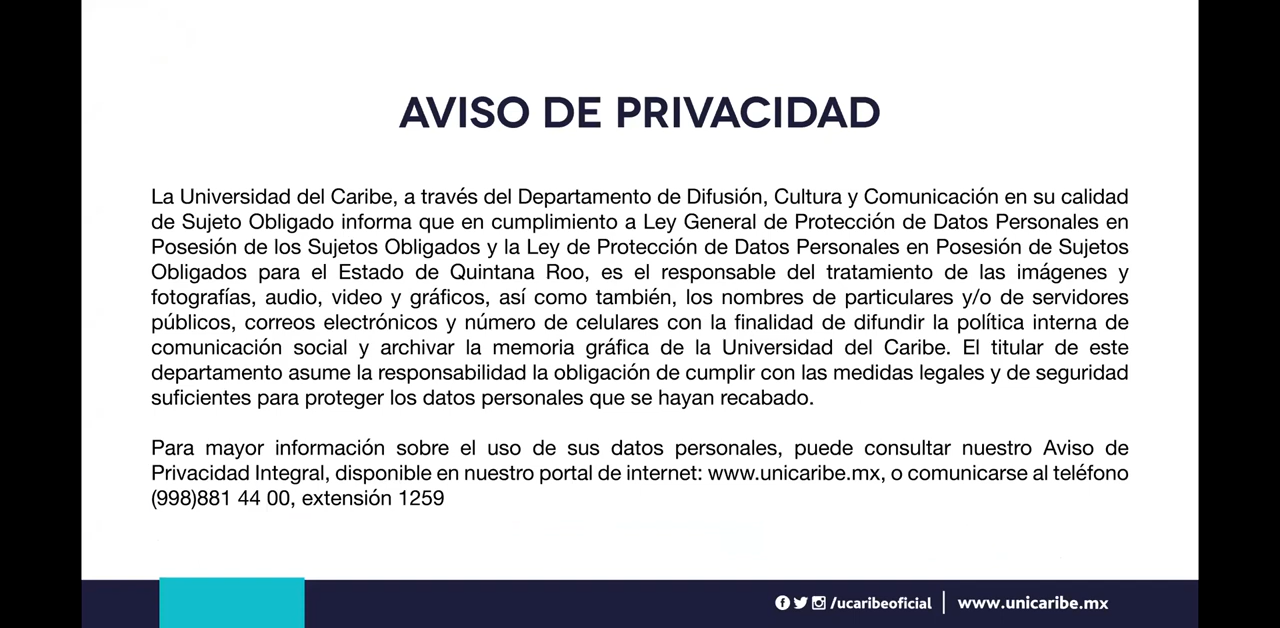 AVISO DE PRIVACIDAD
La Universidad del Caribe, a través del Departamento de Difusión, Cultura y Comunicación en su calidad
de Sujeto Obligado informa que en cumplimiento a Ley General de Protección de Datos Personales en
Posesión de los Sujetos Obligados y la Ley de Protección de Datos Personales en Posesión de Sujetos
Obligados para el Estado de Quintana Roo, es el responsable del tratamiento de las imágenes y
fotografías, audio, video y gráficos, así como también, los nombres de particulares y/o de servidores
públicos, correos electrónicos y número de celulares con la finalidad de difundir la política interna de
comunicación social y archivar la memoria gráfica de la Universidad del Caribe. El titular de este
departamento asume la responsabilidad la obligación de cumplir con las medidas legales y de seguridad
suficientes para proteger los datos personales que se hayan recabado.
Para mayor información sobre el uso de sus datos personales, puede consultar nuestro Aviso de
Privacidad Integral, disponible en nuestro portal de internet: www.unicaribe.mx, o comunicarse al teléfono
(998)881 44 00, extensión 1259
/ucaribeoficial | www.unicaribe.mx